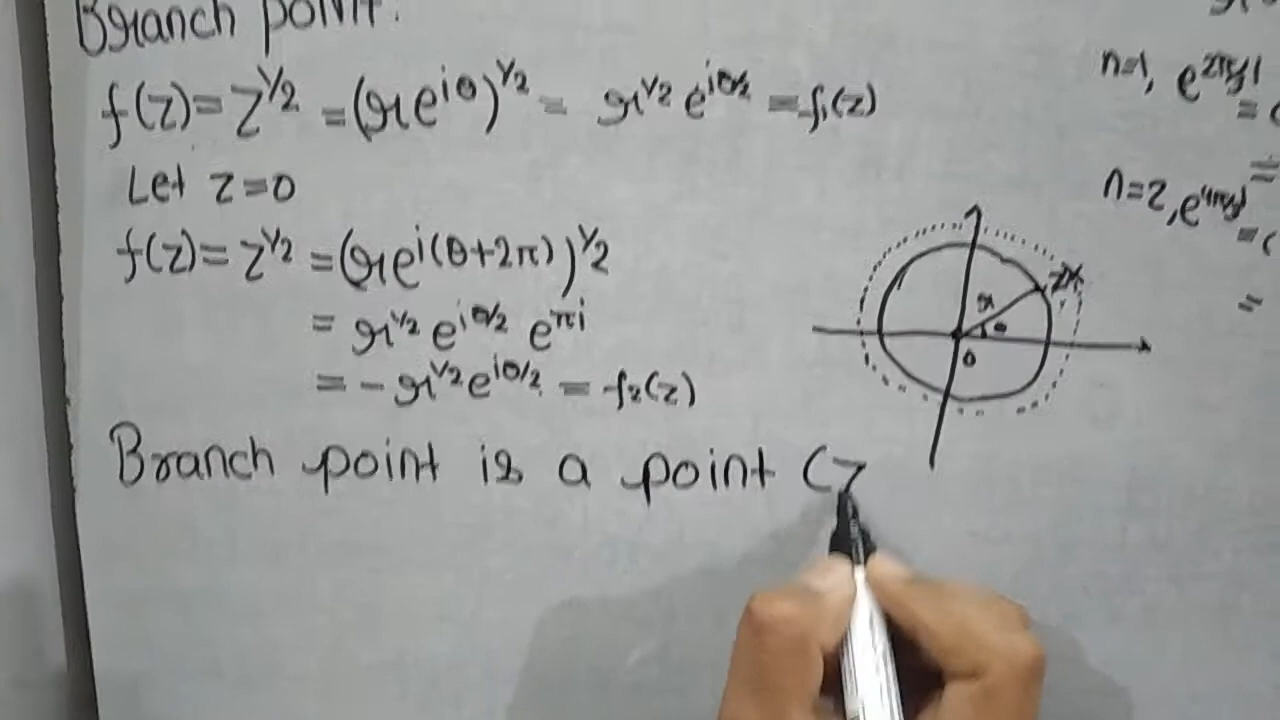 Branch point.
f(z) = z^1/2 = (re^iθ)^1/2 = r^1/2 e^iθ/2 = f₁(z)
Let z=0
f(z) = z^1/2 = (re^i(θ+2π))^1/2
= r^1/2 e^iθ/2 e^πi
= -r^1/2 e^iθ/2 = f₂(z)
Branch point is a point (z
r
θ
0
n=1,
=
n=2,
=
=